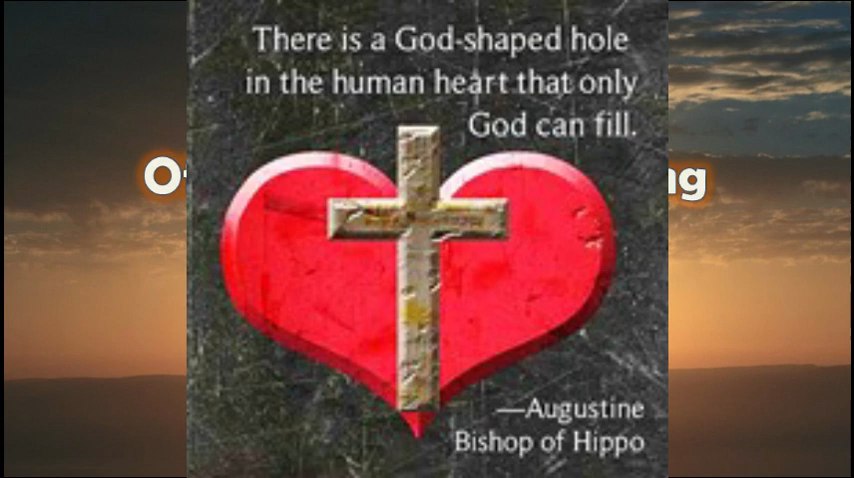 There is a God-shaped hole
in the human heart that only
God can fill.
—Augustine
Bishop of Hippo